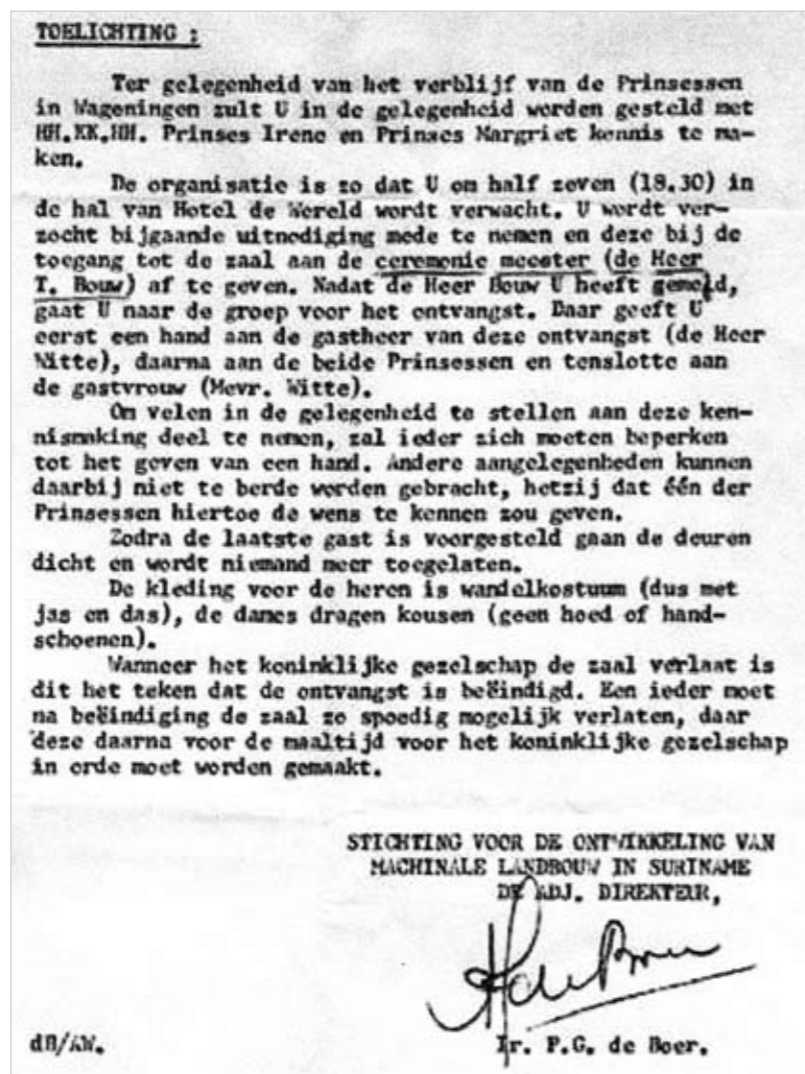 TOELICHTING :
Ter gelegenheid van het verblijf van de Prinsessen
in Wageningen zult U in de gelegenheid worden gesteld met
HH.KK.HH. Prinses Irene en Prinses Margriet kennis te ma-
ken.
De organisatie is zo dat U om half zeven (18.30) in
de hal van Hotel de Wereld wordt verwacht. U wordt ver-
zocht bijgaande uitnodiging mede te nemen en deze bij de
toegang tot de zaal aan de ceremonie meester (de Heer
T. Bouw) af te geven. Nadat de Heer Bouw U heeft gemeld,
gaat U naar de groep voor het ontvangst. Daar geeft U
eerst een hand aan de gastheer van deze ontvangst (de Heer
Witte), daarna aan de beide Prinsessen en tenslotte aan
de gastvrouw (Mevr. Witte).
Om velen in de gelegenheid te stellen aan deze ken-
nismaking deel te nemen, zal ieder zich moeten beperken
tot het geven van een hand. Andere aangelegenheden kunnen
daarbij niet te berde worden gebracht, hetzij dat één der
Prinsessen hiertoe de wens te kennen zou geven.
Zodra de laatste gast is voorgesteld gaan de deuren
dicht en wordt niemand meer toegelaten.
De kleding voor de heren is wandelkostuum (dus met
jas en das), de dames dragen kousen (geen hoed of hand-
schoenen).
Wanneer het koninklijke gezelschap de zaal verlaat is
dit het teken dat de ontvangst is beëindigd. Een ieder moet
na beëindiging de zaal zo spoedig mogelijk verlaten, daar
deze daarna voor de maaltijd voor het koninklijke gezelschap
in orde moet worden gemaakt.
STICHTING VOOR DE ONTWIKKELING VAN
MACHINALE LANDBOUW IN SURINAME
DE ADJ. DIREKTEUR,
PdeBoer
dB/AW.
Ir. P.G. de Boer.